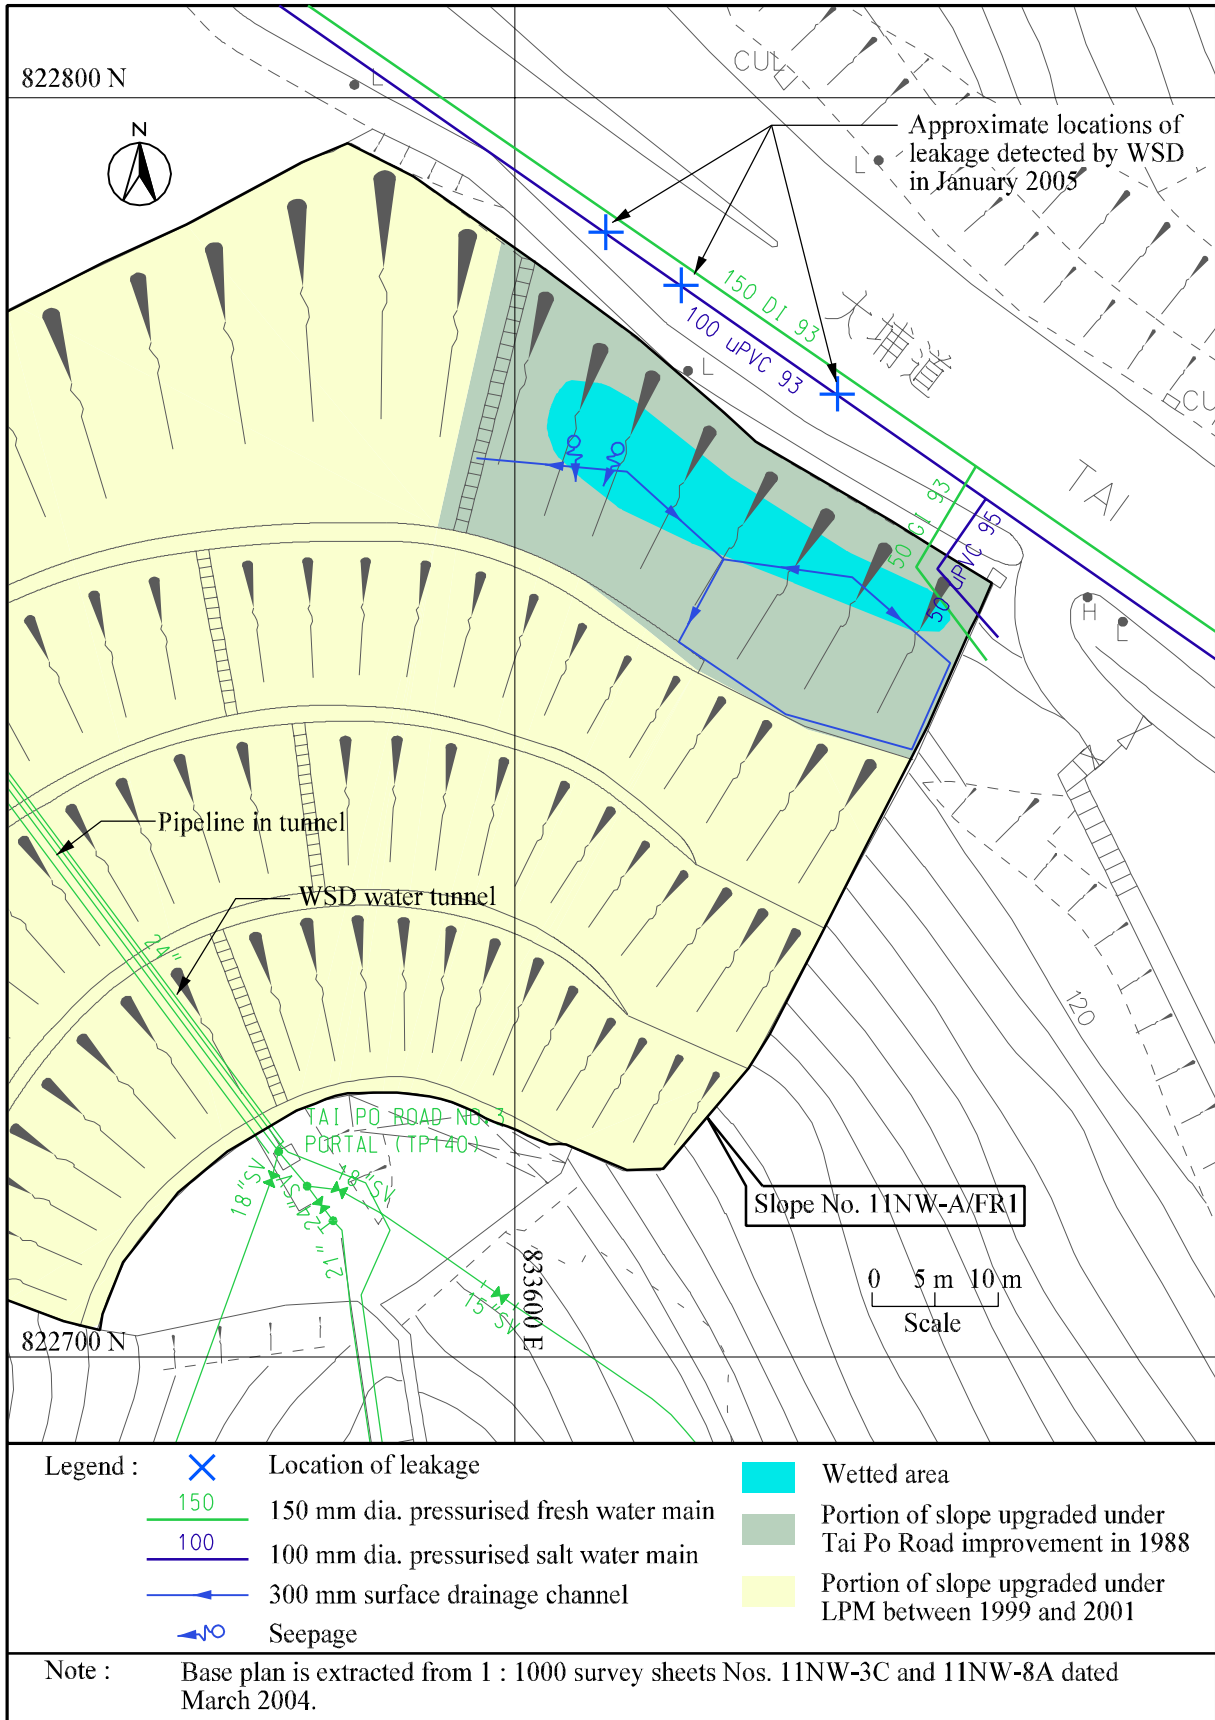 822800 N
N
L
CUL
Approximate locations of
leakage detected by WSD
in January 2005
L
150 DI 93
100 uPVC 93
大埔道
L
CU
TAI
50 GI 93
50 uPVC 95
H
L
Pipeline in tunnel
WSD water tunnel
24"
120
TAI PO ROAD NO.3
PORTAL (TP140)
18"SV
18"SV
24"SV
21"
15"SV
Slope No. 11NW-A/FR1
833600 E
0 5 m 10 m
Scale
822700 N
Legend :
Location of leakage
150
150 mm dia. pressurised fresh water main
100
100 mm dia. pressurised salt water main
300 mm surface drainage channel
Seepage
Wetted area
Portion of slope upgraded under
Tai Po Road improvement in 1988
Portion of slope upgraded under
LPM between 1999 and 2001
Note :
Base plan is extracted from 1 : 1000 survey sheets Nos. 11NW-3C and 11NW-8A dated
March 2004.